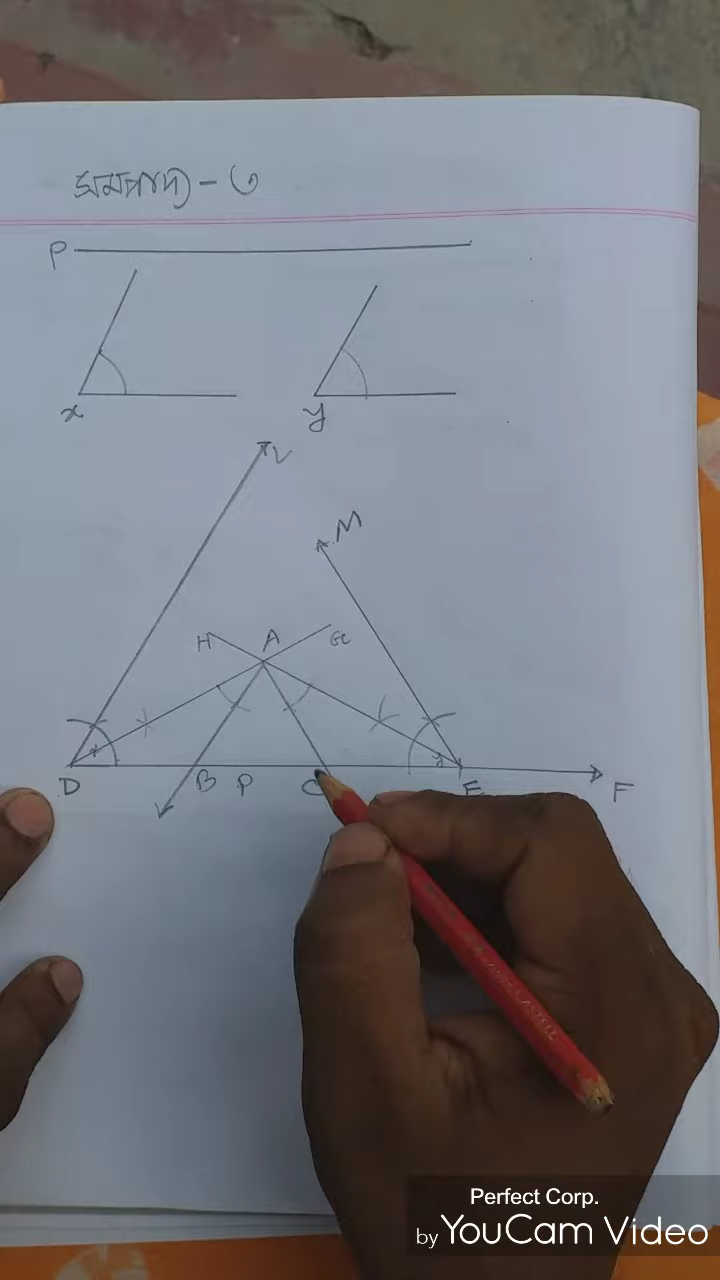 সম্পাদ্য - ৩
P
x y
L
M
H A G
x y
D B P C E F
Perfect Corp.
by YouCam Video